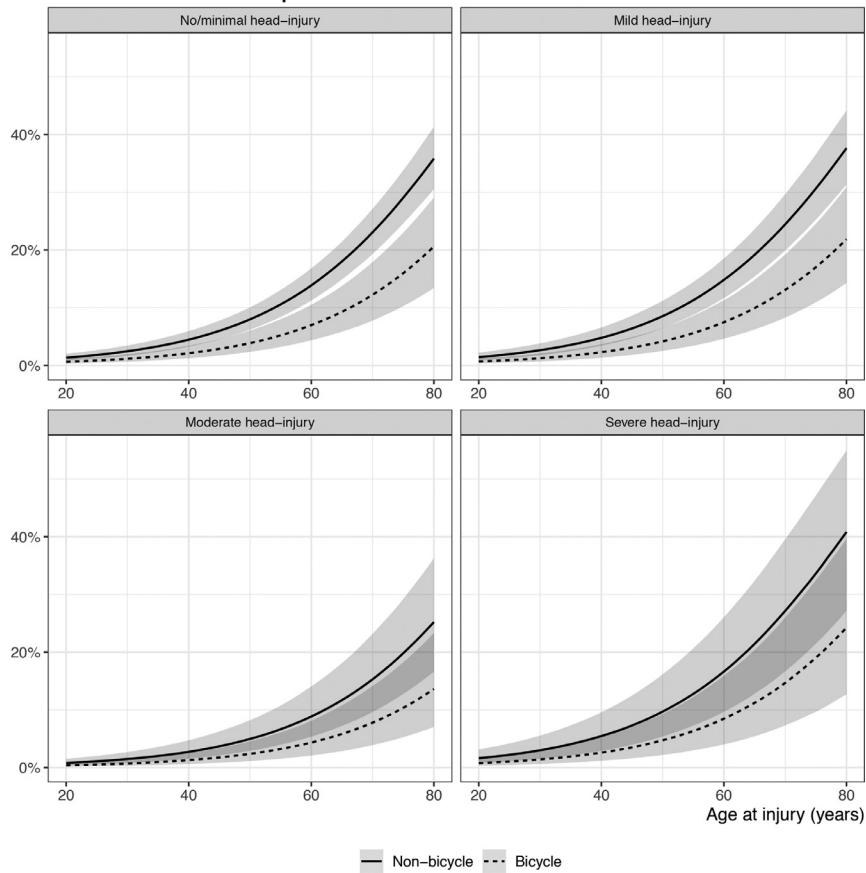 No/minimal head−injury
Mild head−injury
40%
20%
0%
20 40 60 80
20 40 60 80
Moderate head−injury
Severe head−injury
40%
20%
0%
20 40 60 80
20 40 60 80
Age at injury (years)
Non−bicycle
Bicycle